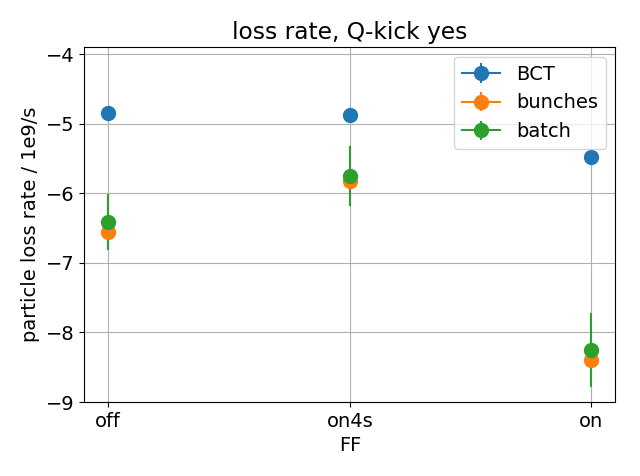 loss rate, Q-kick yes
−4
−5
−6
−7
−8
−9
particle loss rate / 1e9/s
BCT
bunches
batch
off
on4s
on
FF